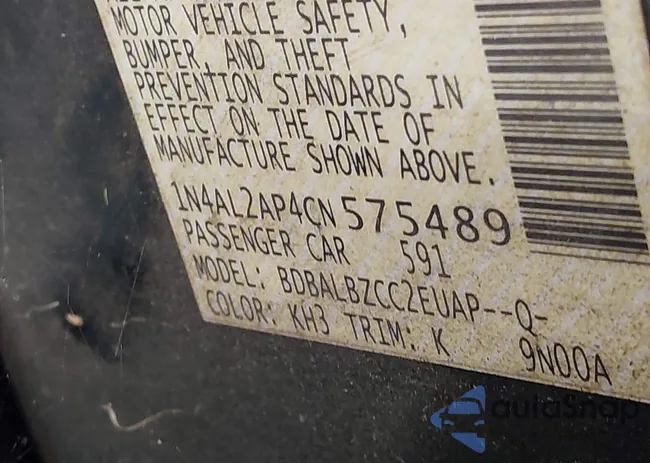 MOTOR VEHICLE SAFETY,
BUMPER, AND THEFT
PREVENTION STANDARDS IN
EFFECT ON THE DATE OF
MANUFACTURE SHOWN ABOVE.
1N4AL2AP4CN575489
PASSENGER CAR 591
MODEL: BDBALBZCC2EUAP--Q-
COLOR: KH3 TRIM: K 9N00A
autaSnap